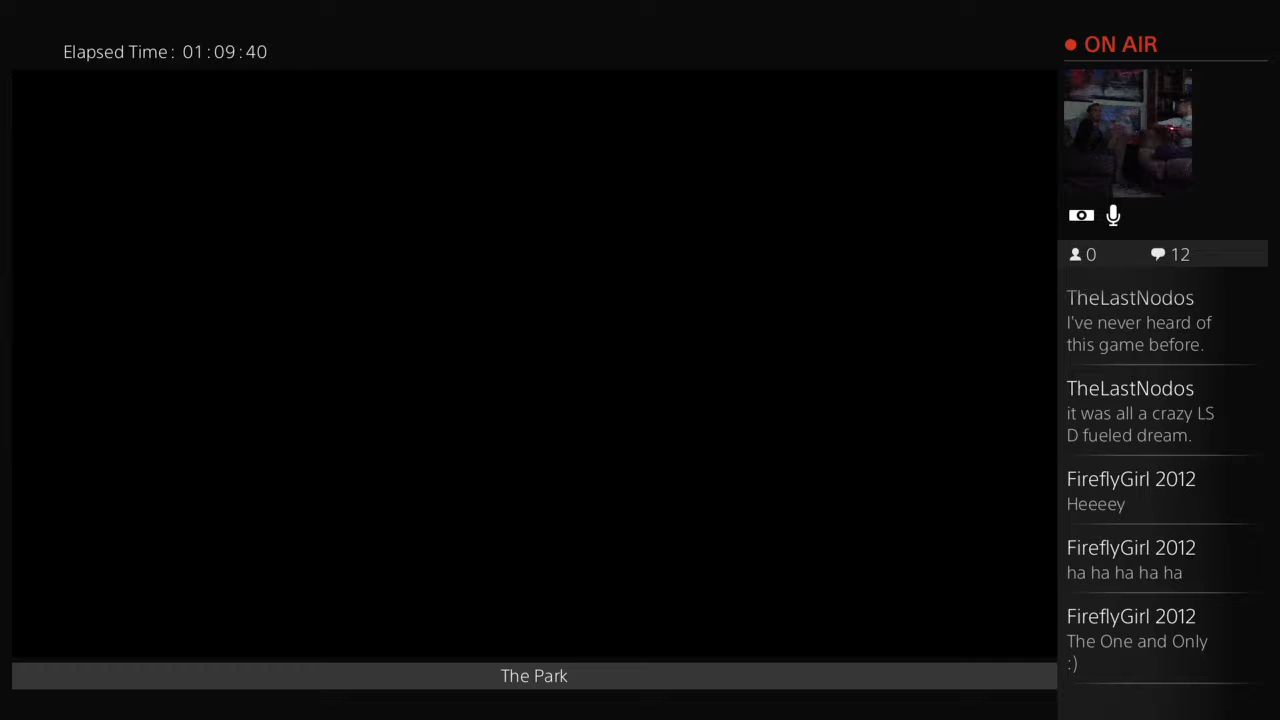 Elapsed Time: 01:09:40
ON AIR
0 12
TheLastNodos
I've never heard of
this game before.
TheLastNodos
it was all a crazy LS
D fueled dream.
FireflyGirl 2012
Heeeey
FireflyGirl 2012
ha ha ha ha ha
FireflyGirl 2012
The One and Only
:)
The Park